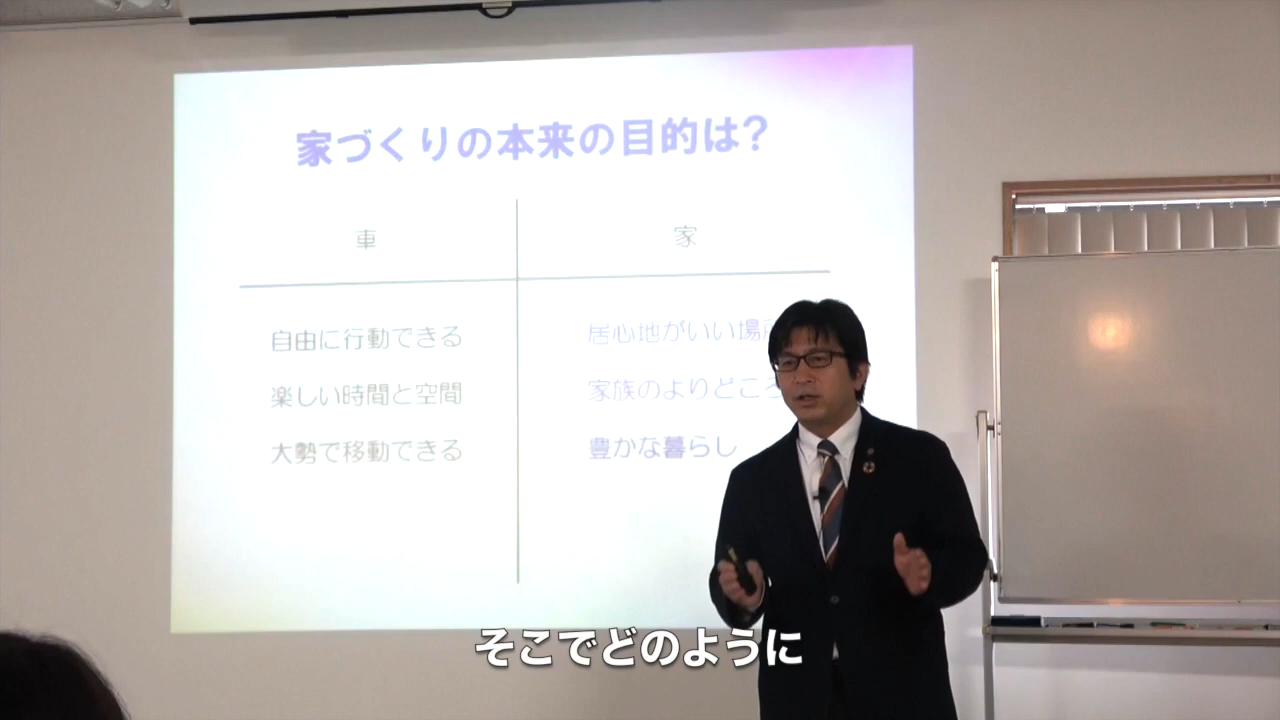 家づくりの本来の目的は?
車
家
自由に行動できる
居心地がいい場所
楽しい時間と空間
家族のよりどころ
大勢で移動できる
豊かな暮らし
そこでどのように